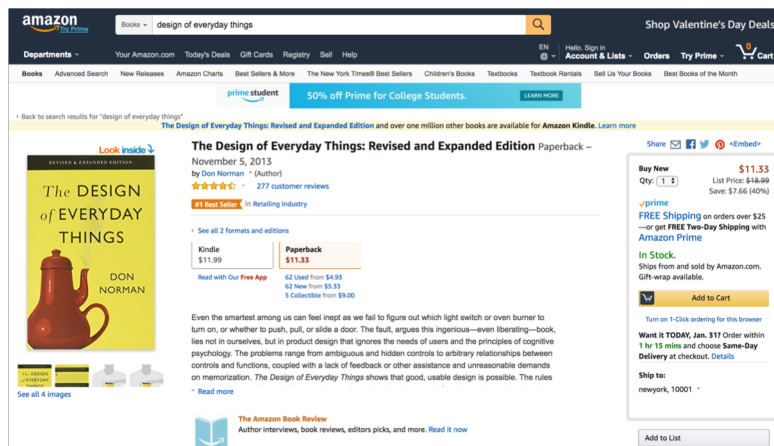 amazon
Try Prime
Books
design of everyday things
Shop Valentine's Day Deals
Departments
Your Amazon.com Today's Deals Gift Cards Registry Sell Help
EN
Hello. Sign in
Account & Lists
Orders
Try Prime
0
Cart
Books Advanced Search New Releases Amazon Charts Best Sellers & More The New York Times® Best Sellers Children's Books Textbooks Textbook Rentals Sell Us Your Books Best Books of the Month
prime student
50% off Prime for College Students.
LEARN MORE
‹ Back to search results for "design of everyday things"
The Design of Everyday Things: Revised and Expanded Edition and over one million other books are available for Amazon Kindle. Learn more
Look inside
REVISED & EXPANDED EDITION
The DESIGN
of EVERYDAY
THINGS
DON
NORMAN
See all 4 images
The Design of Everyday Things: Revised and Expanded Edition Paperback –
November 5, 2013
by Don Norman (Author)
277 customer reviews
#1 Best Seller in Retailing Industry
See all 2 formats and editions
Kindle
$11.99
Paperback
$11.33
Read with Our Free App
62 Used from $4.93
62 New from $5.33
5 Collectible from $9.00
Even the smartest among us can feel inept as we fail to figure out which light switch or oven burner to
turn on, or whether to push, pull, or slide a door. The fault, argues this ingenious—even liberating—book,
lies not in ourselves, but in product design that ignores the needs of users and the principles of cognitive
psychology. The problems range from ambiguous and hidden controls to arbitrary relationships between
controls and functions, coupled with a lack of feedback or other assistance and unreasonable demands
on memorization. The Design of Everyday Things shows that good, usable design is possible. The rules
Read more
The Amazon Book Review
Author interviews, book reviews, editors picks, and more. Read it now
Share <Embed>
Buy New $11.33
Qty: 1 List Price: $18.99
Save: $7.66 (40%)
prime
FREE Shipping on orders over $25
—or get FREE Two-Day Shipping with
Amazon Prime
In Stock.
Ships from and sold by Amazon.com.
Gift-wrap available.
Add to Cart
Turn on 1-Click ordering for this browser
Want it TODAY, Jan. 31? Order within
1 hr 15 mins and choose Same-Day
Delivery at checkout. Details
Ship to:
newyork, 10001
Add to List